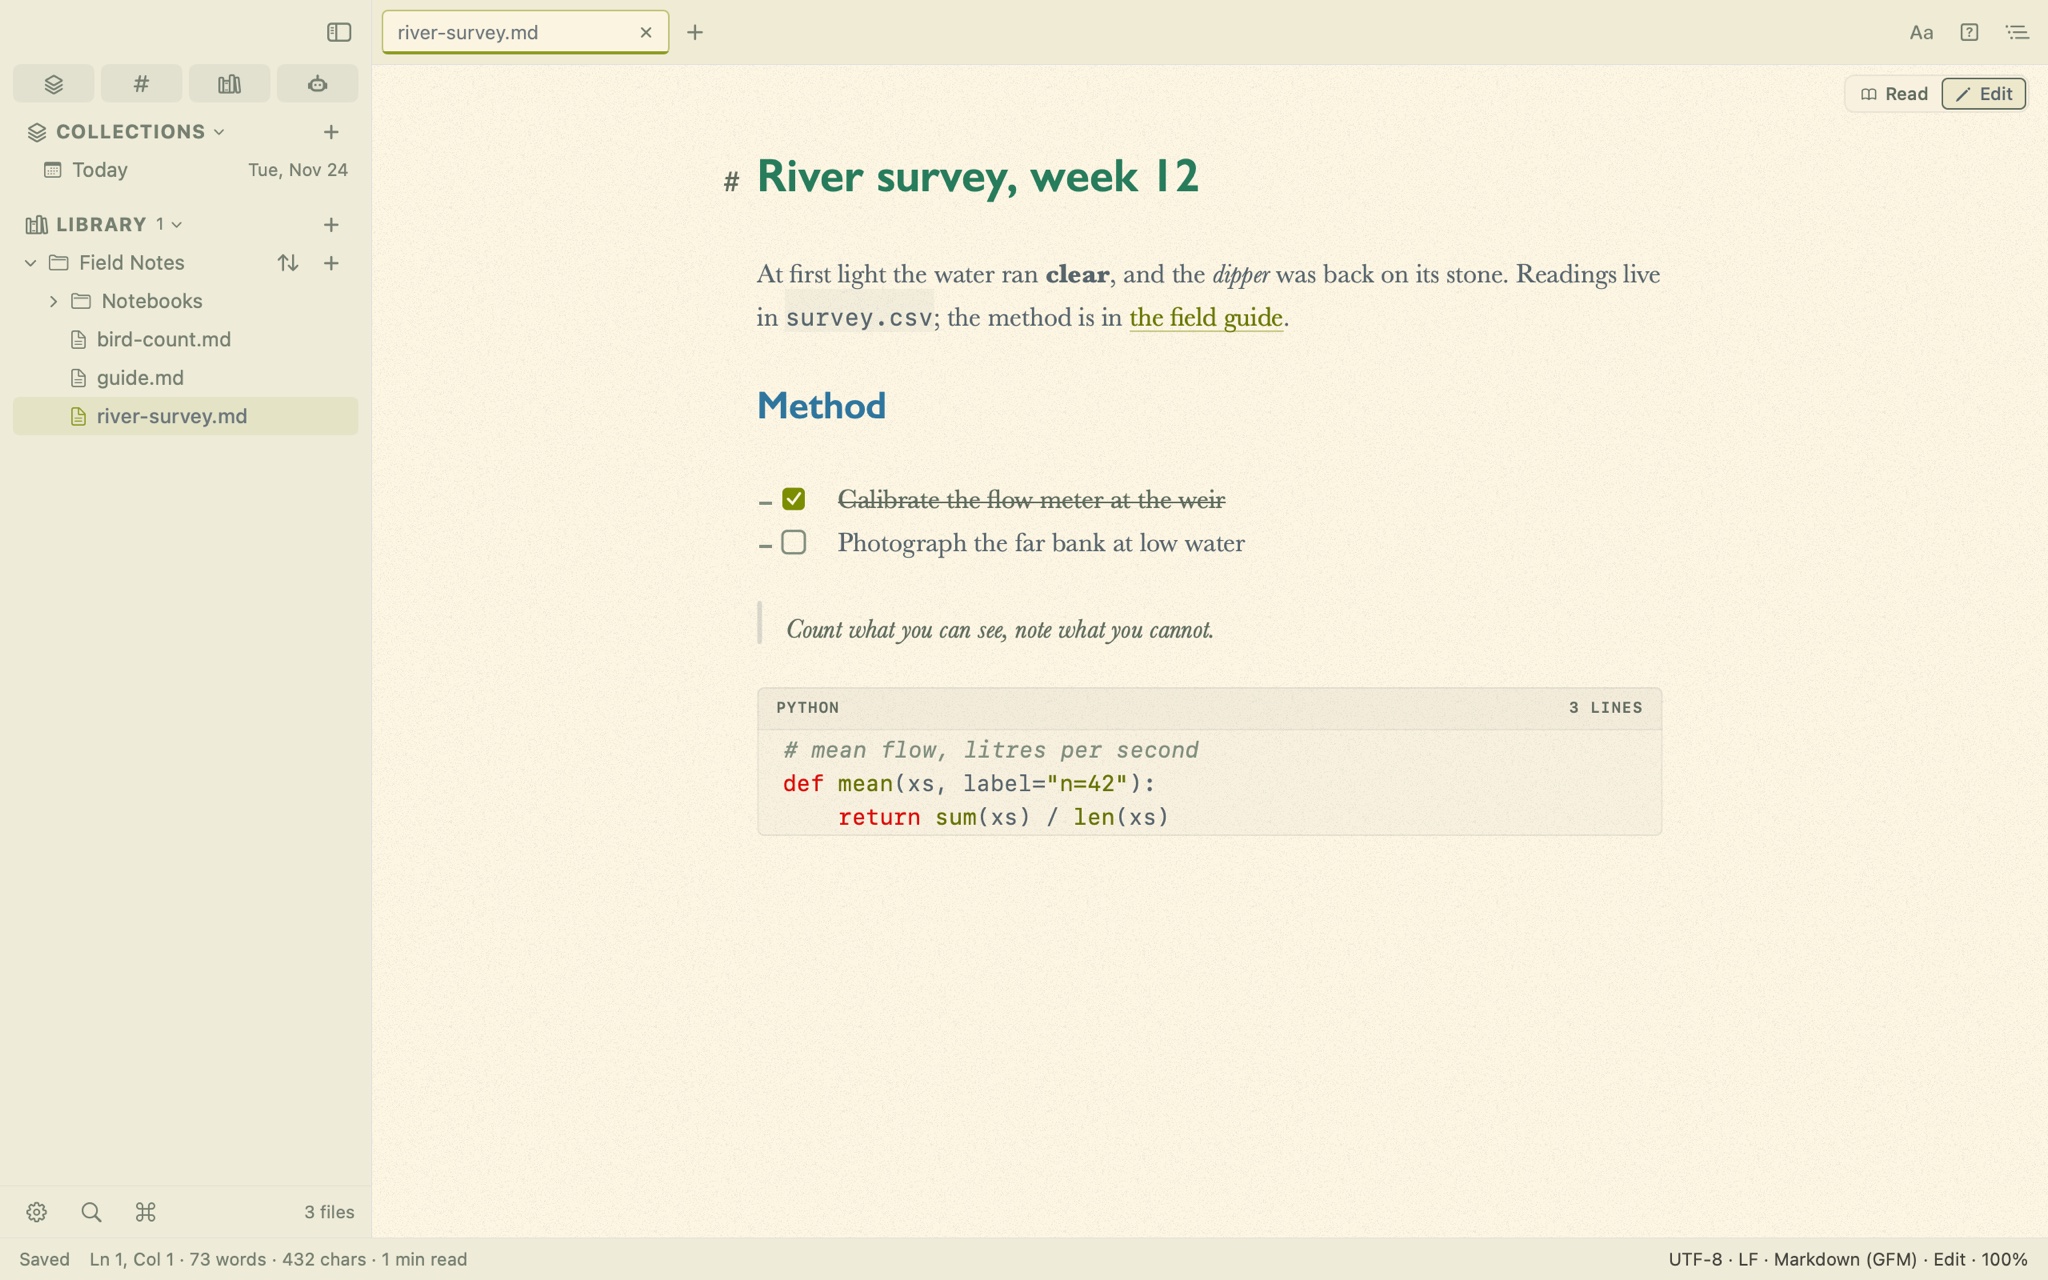 river-survey.md
Aa
Read Edit
COLLECTIONS
Today Tue, Nov 24
LIBRARY 1
Field Notes
Notebooks
bird-count.md
guide.md
river-survey.md
# River survey, week 12
At first light the water ran clear, and the dipper was back on its stone. Readings live
in survey.csv; the method is in the field guide.
Method
– Calibrate the flow meter at the weir
– Photograph the far bank at low water
Count what you can see, note what you cannot.
PYTHON 3 LINES
# mean flow, litres per second
def mean(xs, label="n=42"):
    return sum(xs) / len(xs)
3 files
Saved Ln 1, Col 1 · 73 words · 432 chars · 1 min read
UTF-8 · LF · Markdown (GFM) · Edit · 100%